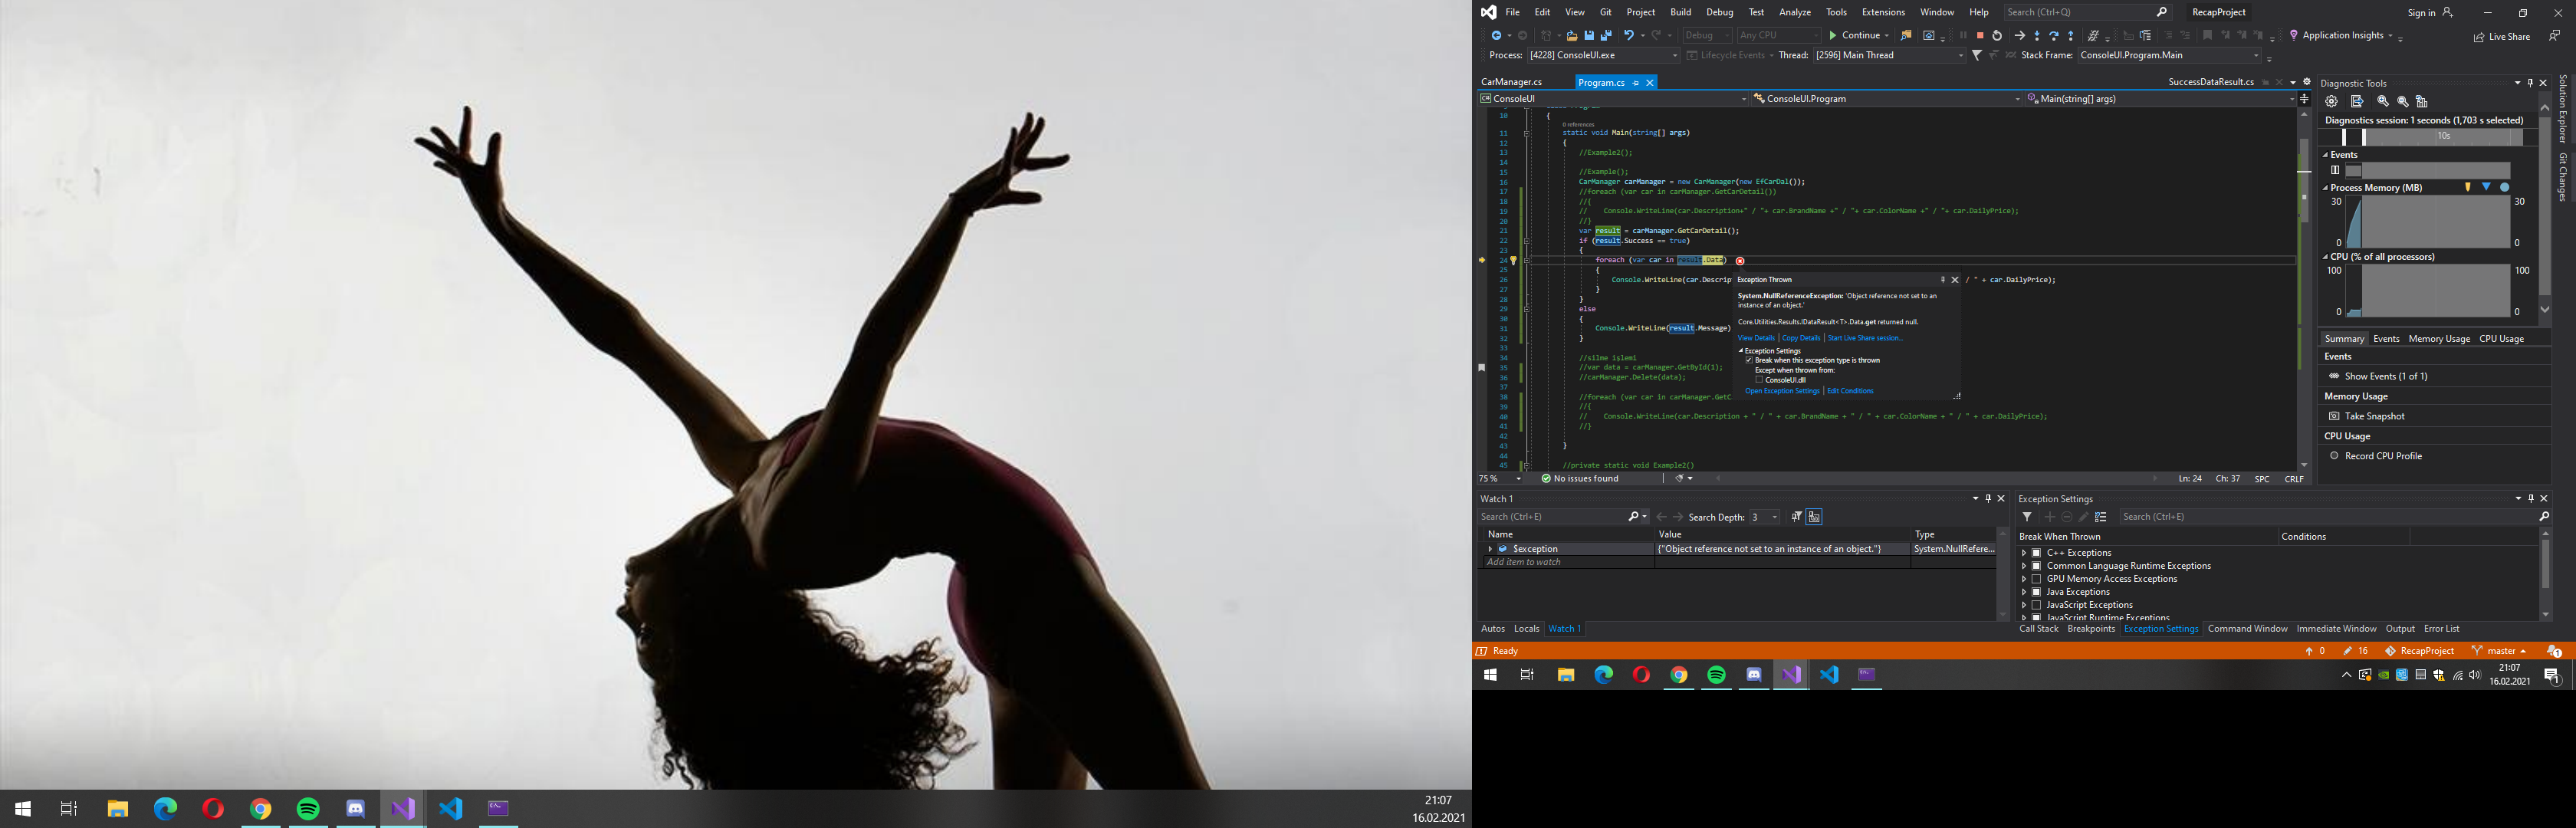 21:07
16.02.2021
File Edit View Git Project Build Debug Test Analyze Tools Extensions Window Help Search (Ctrl+Q) RecapProject Sign in
Debug Any CPU Continue Application Insights Live Share
Process: [4228] ConsoleUI.exe Lifecycle Events Thread: [2596] Main Thread Stack Frame: ConsoleUI.Program.Main
CarManager.cs Program.cs SuccessDataResult.cs
ConsoleUI ConsoleUI.Program Main(string[] args)
10 {
0 references
11 static void Main(string[] args)
12 {
13 //Example2();
14
15 //Example();
16 CarManager carManager = new CarManager(new EfCarDal());
17 //foreach (var car in carManager.GetCarDetail())
18 //{
19 // Console.WriteLine(car.Description+" / "+ car.BrandName +" / "+ car.ColorName +" / "+ car.DailyPrice);
20 //}
21 var result = carManager.GetCarDetail();
22 if (result.Success == true)
23 {
24 foreach (var car in result.Data)
25 {
26 Console.WriteLine(car.Descript / " + car.DailyPrice);
27 }
28 }
29 else
30 {
31 Console.WriteLine(result.Message)
32 }
33
34 //silme işlemi
35 //var data = carManager.GetById(1);
36 //carManager.Delete(data);
37
38 //foreach (var car in carManager.GetC
39 //{
40 // Console.WriteLine(car.Description + " / " + car.BrandName + " / " + car.ColorName + " / " + car.DailyPrice);
41 //}
42
43 }
44
45 //private static void Example2()
Exception Thrown
System.NullReferenceException: 'Object reference not set to an
instance of an object.'
Core.Utilities.Results.IDataResult<T>.Data.get returned null.
View Details | Copy Details | Start Live Share session...
Exception Settings
Break when this exception type is thrown
Except when thrown from:
ConsoleUI.dll
Open Exception Settings | Edit Conditions
75 % No issues found Ln: 24 Ch: 37 SPC CRLF
Diagnostic Tools
Diagnostics session: 1 seconds (1,703 s selected)
10s
Events
Process Memory (MB)
30 30
0 0
CPU (% of all processors)
100 100
0 0
Summary Events Memory Usage CPU Usage
Events
Show Events (1 of 1)
Memory Usage
Take Snapshot
CPU Usage
Record CPU Profile
Solution Explorer
Git Changes
Watch 1
Search (Ctrl+E) Search Depth: 3
Name Value Type
$exception {"Object reference not set to an instance of an object."} System.NullRefere...
Add item to watch
Autos Locals Watch 1
Exception Settings
Search (Ctrl+E)
Break When Thrown Conditions
C++ Exceptions
Common Language Runtime Exceptions
GPU Memory Access Exceptions
Java Exceptions
JavaScript Exceptions
JavaScript Runtime Exceptions
Call Stack Breakpoints Exception Settings Command Window Immediate Window Output Error List
Ready 0 16 RecapProject master 1
21:07
16.02.2021
1